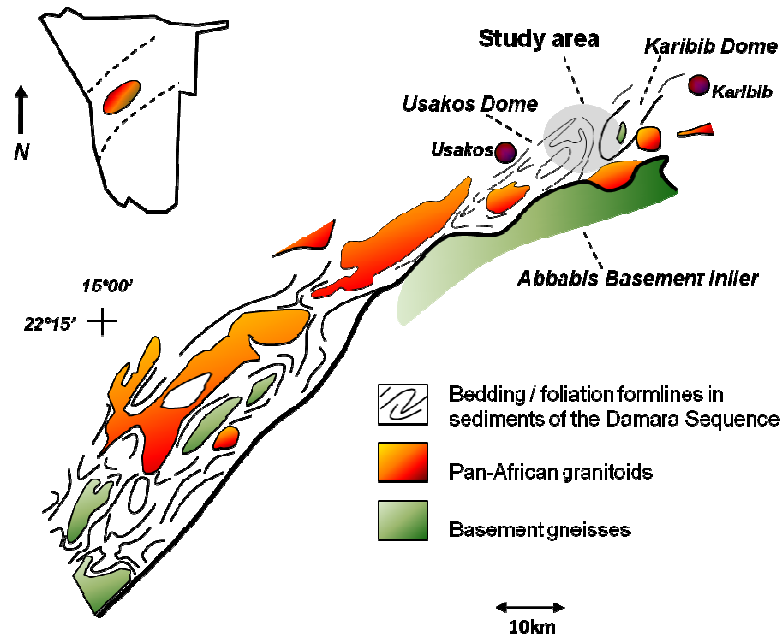 N
Study area
Karibib Dome
Usakos Dome
Karibib
Usakos
Abbabis Basement Inlier
15°00'
22°15'
Bedding / foliation formlines in
sediments of the Damara Sequence
Pan-African granitoids
Basement gneisses
10km